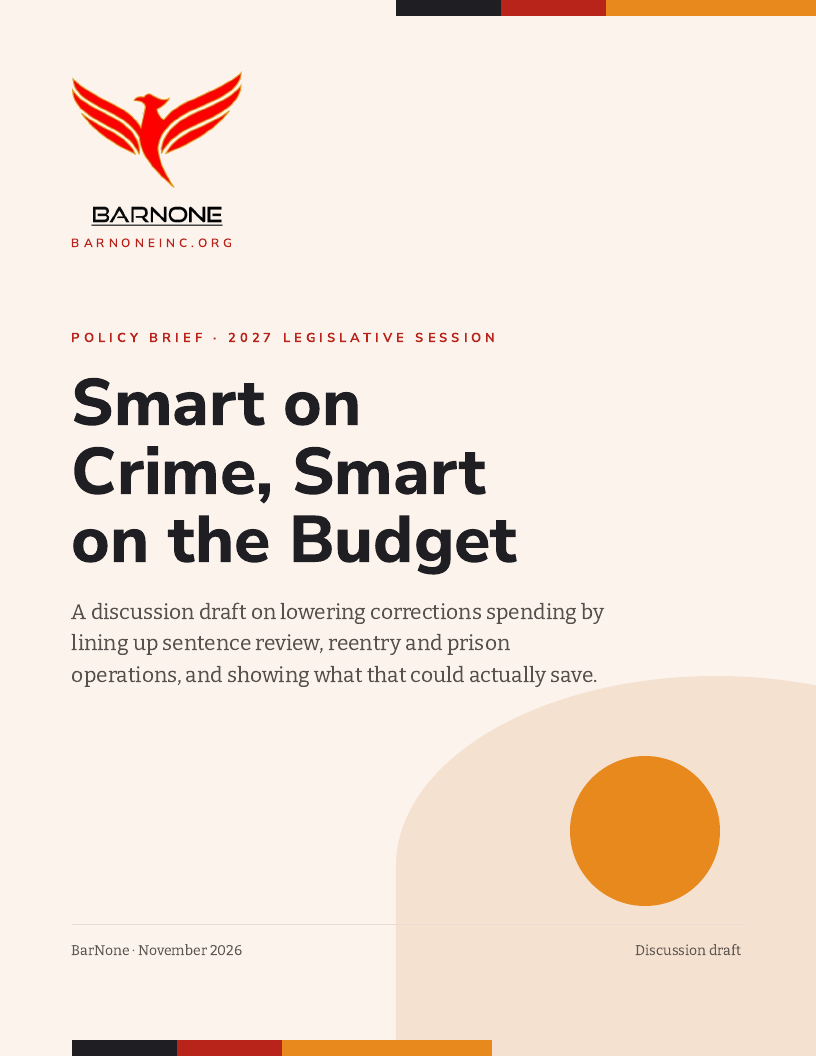 BARNONE
BARNONEINC.ORG
POLICY BRIEF · 2027 LEGISLATIVE SESSION
Smart on
Crime, Smart
on the Budget
A discussion draft on lowering corrections spending by
lining up sentence review, reentry and prison
operations, and showing what that could actually save.
BarNone · November 2026
Discussion draft